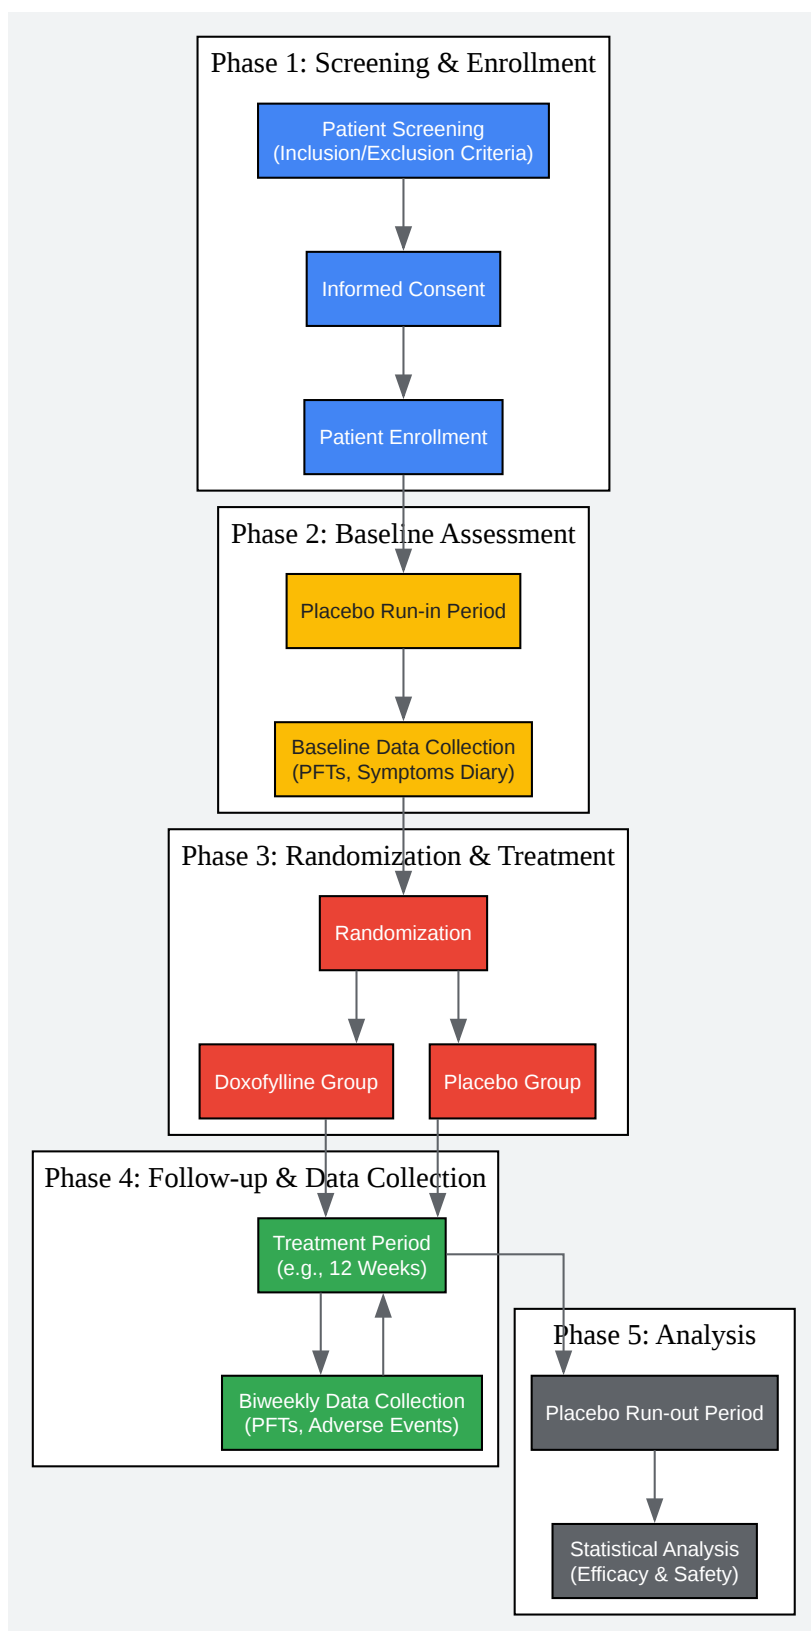 Phase 1: Screening & Enrollment
Patient Screening
(Inclusion/Exclusion Criteria)
Informed Consent
Patient Enrollment
Phase 2: Baseline Assessment
Placebo Run-in Period
Baseline Data Collection
(PFTs, Symptoms Diary)
Phase 3: Randomization & Treatment
Randomization
Doxofylline Group
Placebo Group
Phase 4: Follow-up & Data Collection
Treatment Period
(e.g., 12 Weeks)
Biweekly Data Collection
(PFTs, Adverse Events)
Phase 5: Analysis
Placebo Run-out Period
Statistical Analysis
(Efficacy & Safety)